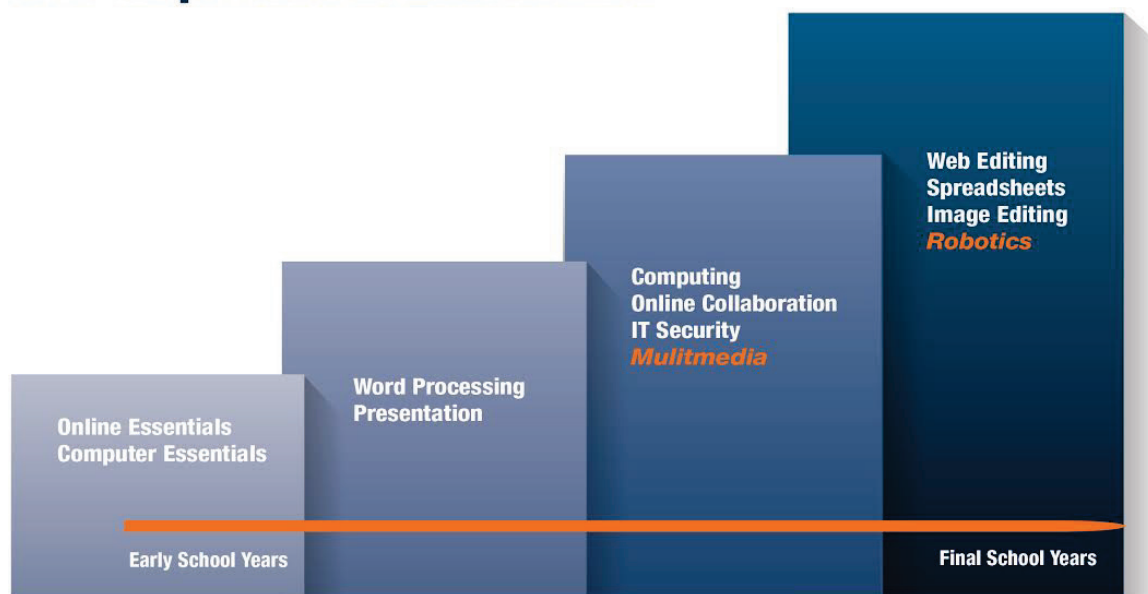 Online Essentials
Computer Essentials
Word Processing
Presentation
Computing
Online Collaboration
IT Security
Mulitmedia
Web Editing
Spreadsheets
Image Editing
Robotics
Early School Years
Final School Years